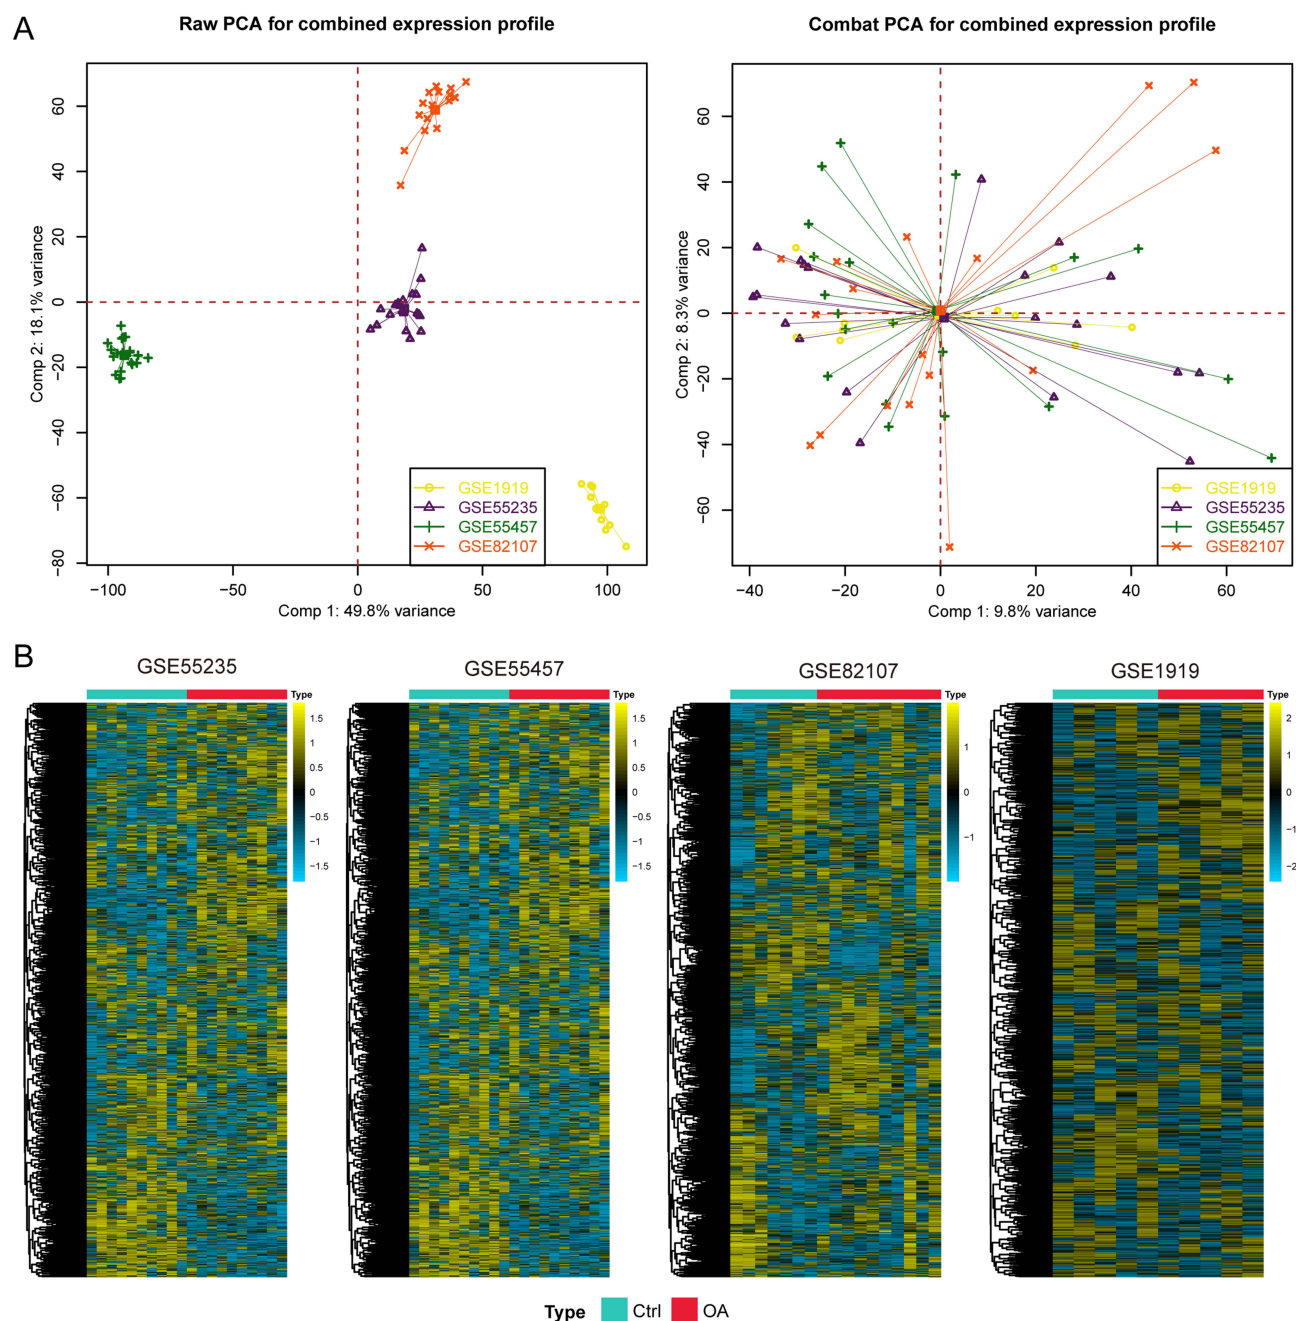 A
Raw PCA for combined expression profile
Combat PCA for combined expression profile
Comp 2: 18.1% variance
60
40
20
0
−20
−40
−60
−80
−100
−50
0
50
100
Comp 1: 49.8% variance
GSE1919
GSE55235
GSE55457
GSE82107
Comp 2: 8.3% variance
60
40
20
0
−20
−40
−60
−40
−20
0
20
40
60
Comp 1: 9.8% variance
GSE1919
GSE55235
GSE55457
GSE82107
B
GSE55235
Type
1.5
1
0.5
0
−0.5
−1
−1.5
GSE55457
Type
1.5
1
0.5
0
−0.5
−1
−1.5
GSE82107
Type
1
0
−1
GSE1919
Type
2
1
0
−1
−2
Type Ctrl OA